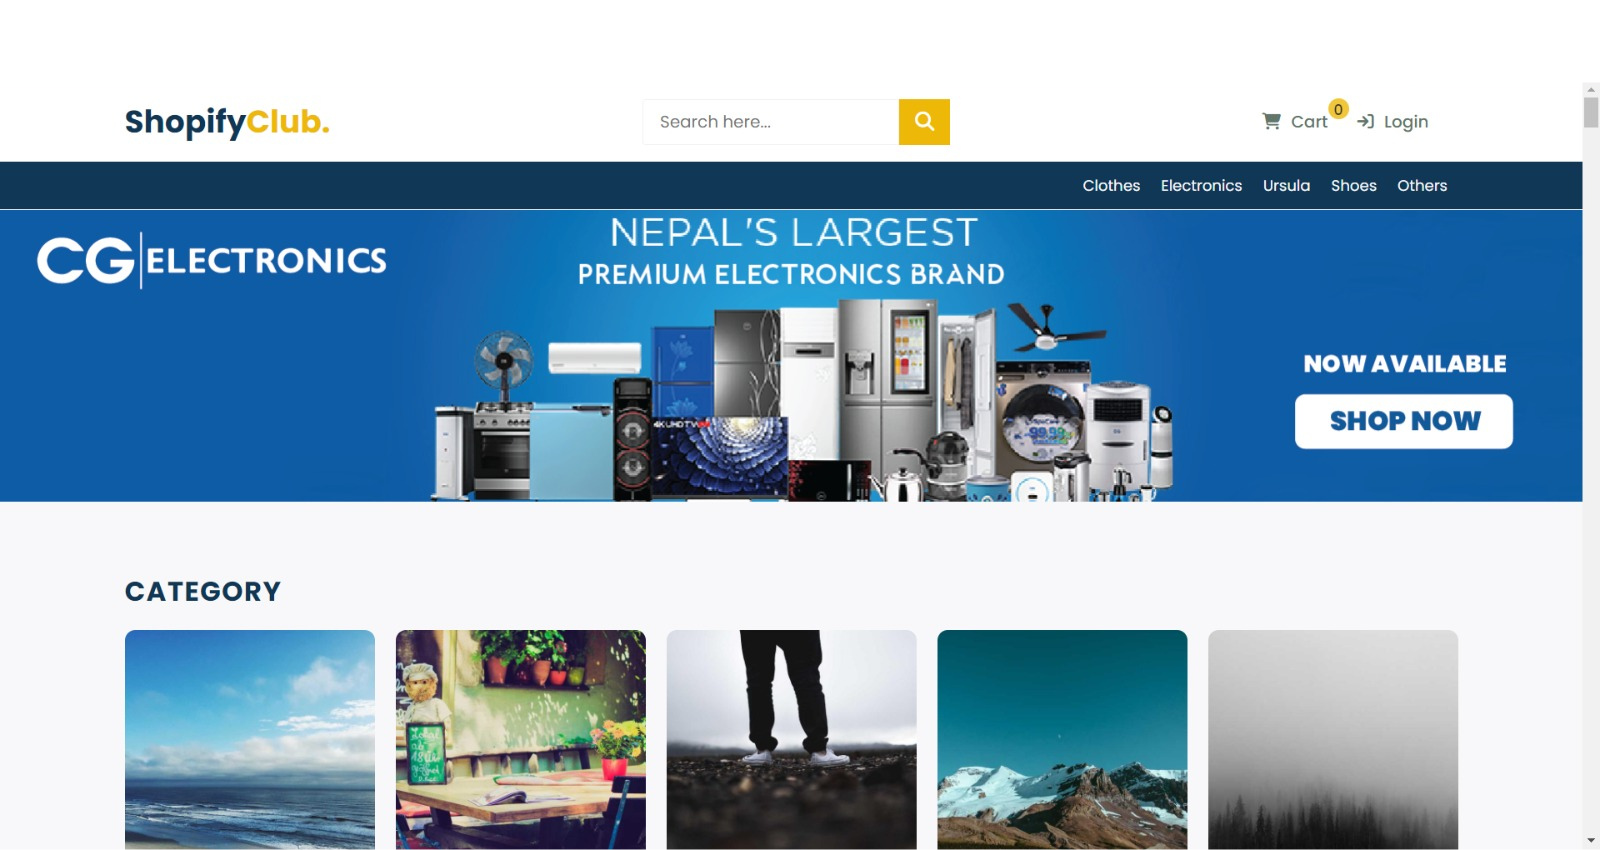 ShopifyClub.
Search here...
Cart 0
Login
Clothes Electronics Ursula Shoes Others
CG ELECTRONICS
NEPAL'S LARGEST
PREMIUM ELECTRONICS BRAND
4K UHD TV
NOW AVAILABLE
SHOP NOW
CATEGORY